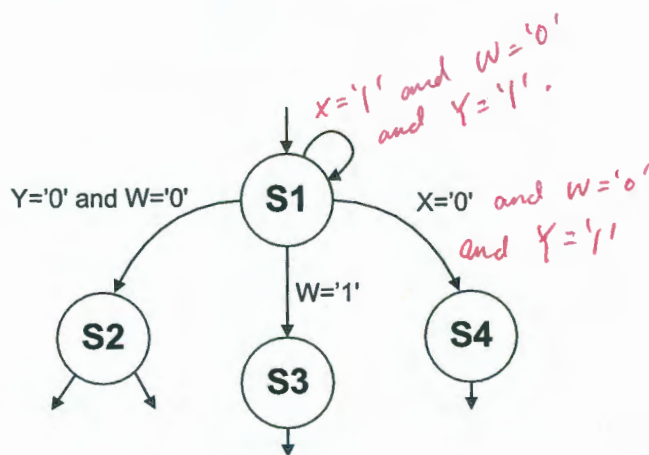 X='1' and W='0'
and Y='1'.
S1
Y='0' and W='0'
X='0' and W='0'
and Y='1'
W='1'
S2
S4
S3